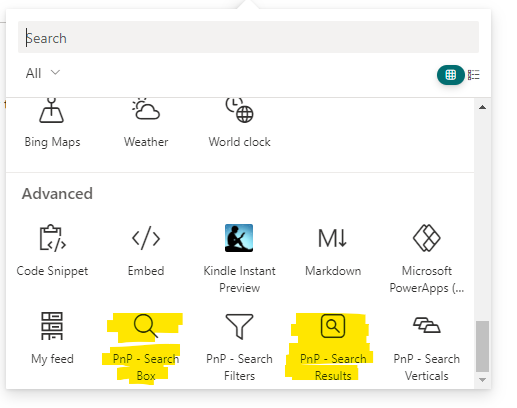 Search
All
Bing Maps
Weather
World clock
Advanced
Code Snippet
Embed
Kindle Instant
Preview
Markdown
Microsoft
PowerApps (...
My feed
PnP - Search
Box
PnP - Search
Filters
PnP - Search
Results
PnP - Search
Verticals